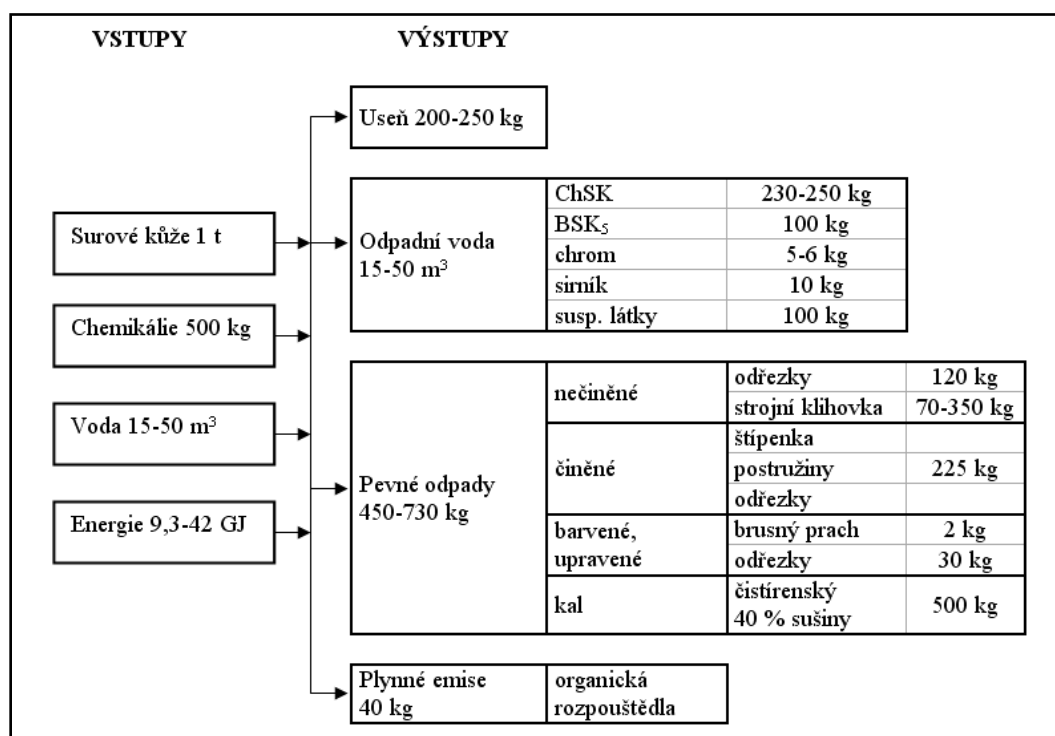 VSTUPY
VÝSTUPY
Surové kůže 1 t
Chemikálie 500 kg
Voda 15-50 m³
Energie 9,3-42 GJ
Useň 200-250 kg
Odpadní voda
15-50 m³
ChSK 230-250 kg
BSK₅ 100 kg
chrom 5-6 kg
sirník 10 kg
susp. látky 100 kg
Pevné odpady
450-730 kg
nečiněné
odřezky 120 kg
strojní klihovka 70-350 kg
činěné
štípenka
postružiny 225 kg
odřezky
barvené,
upravené
brusný prach 2 kg
odřezky 30 kg
kal
čistírenský
40 % sušiny
500 kg
Plynné emise
40 kg
organická
rozpouštědla